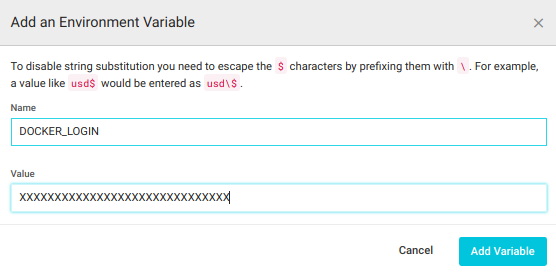 Add an Environment Variable ×
To disable string substitution you need to escape the $ characters by prefixing them with \. For example,
a value like usd$ would be entered as usd\$.
Name
DOCKER_LOGIN
Value
XXXXXXXXXXXXXXXXXXXXXXXXXXXXXX
Cancel Add Variable